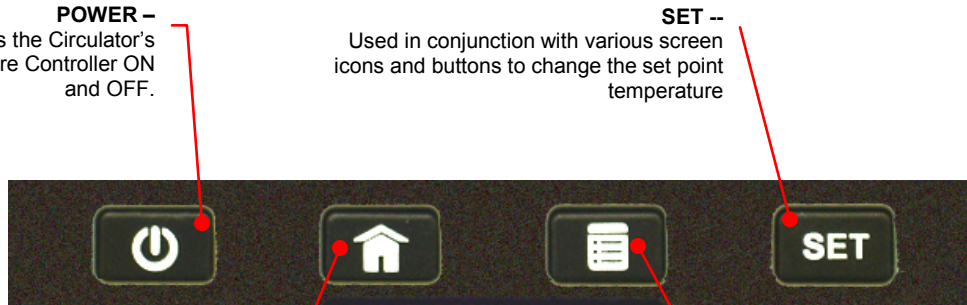 POWER –
s the Circulator's
re Controller ON
and OFF.
SET --
Used in conjunction with various screen
icons and buttons to change the set point
temperature
SET